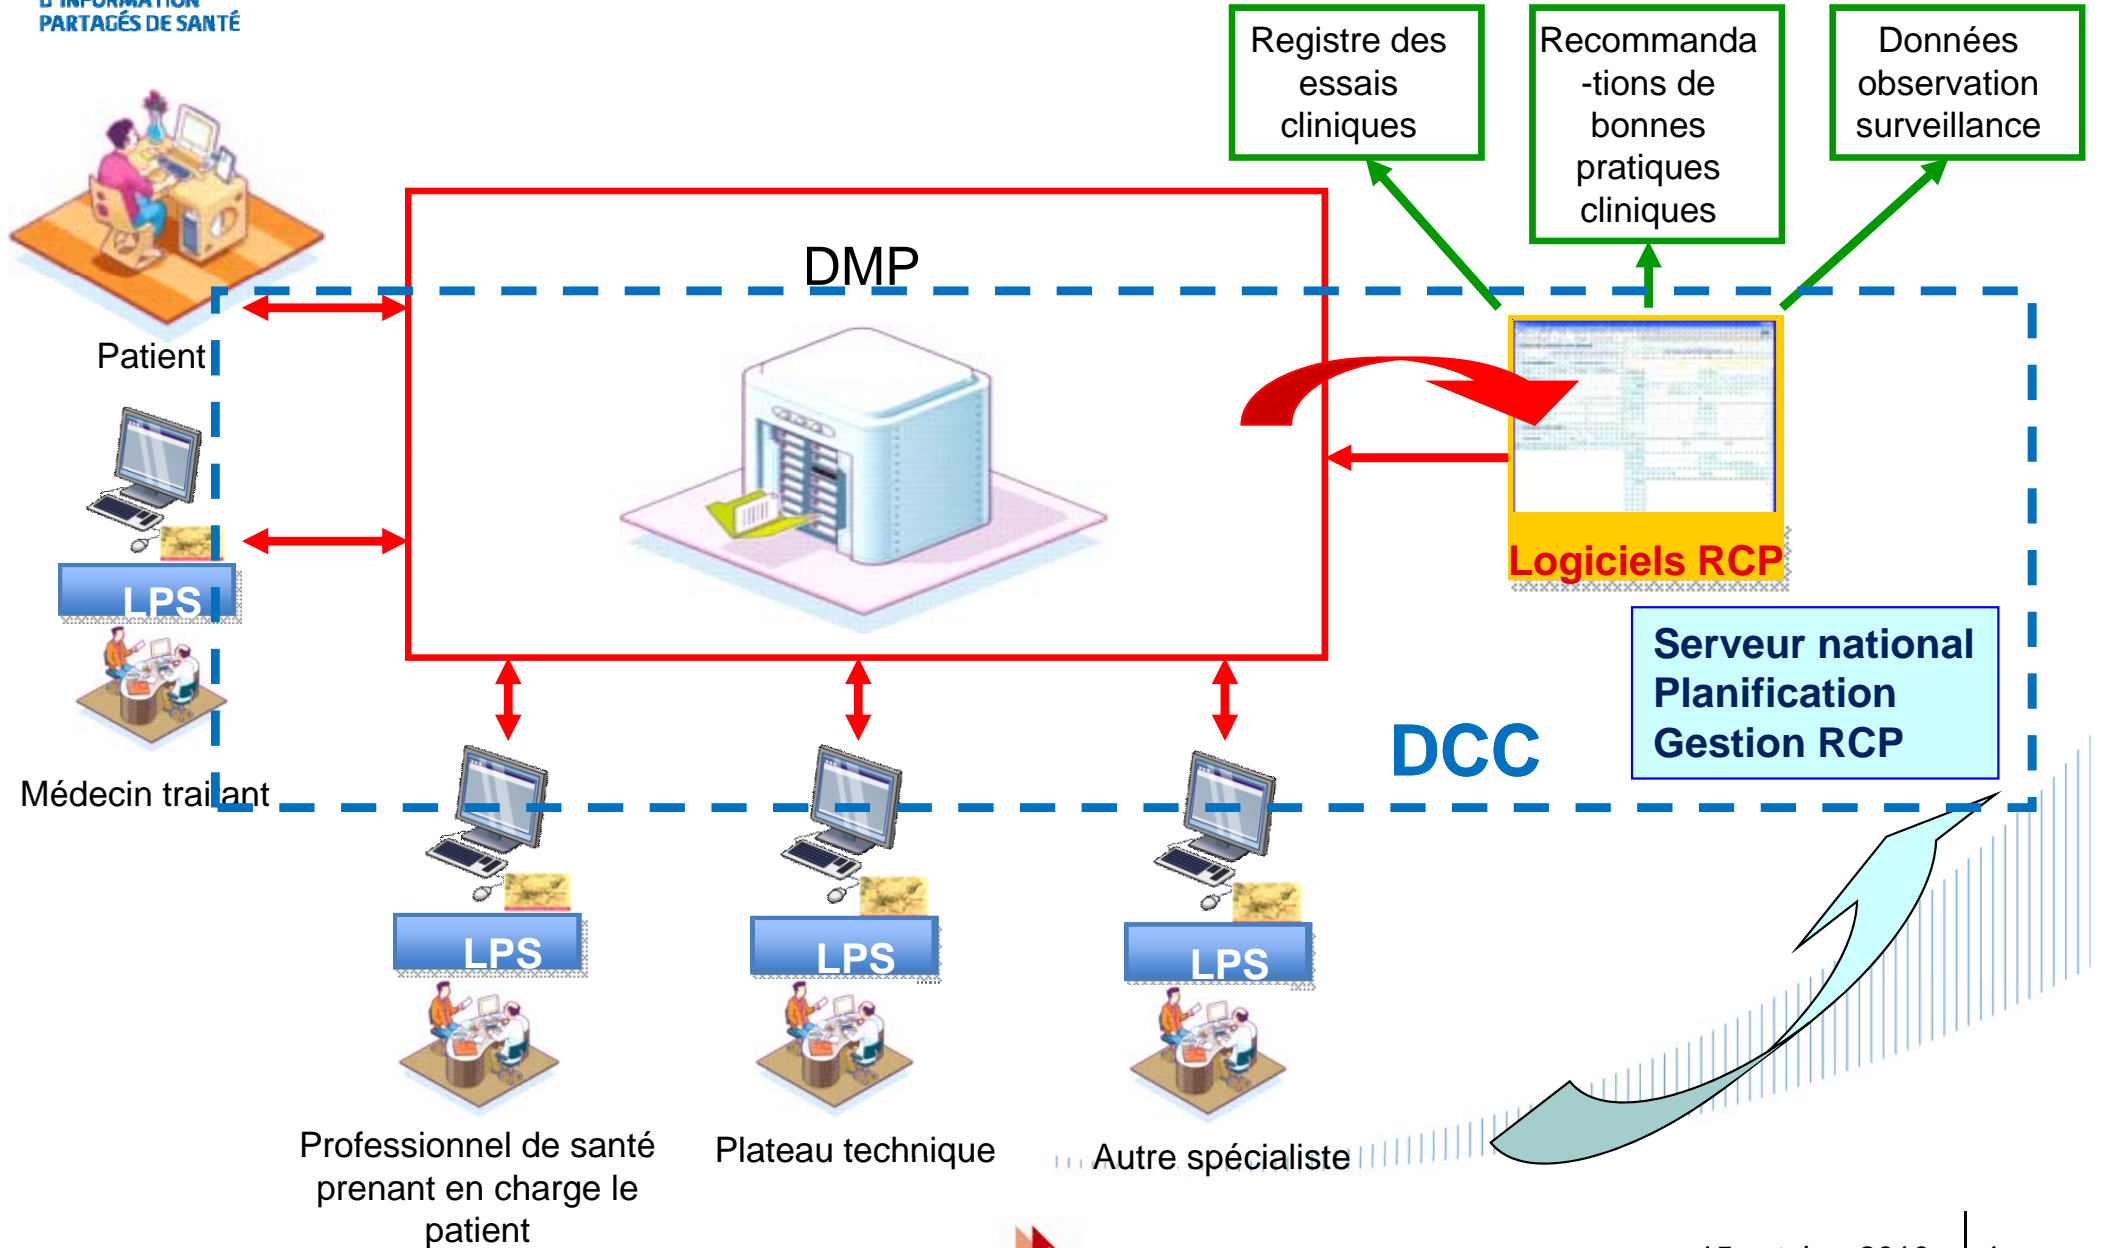 D'INFORMATION
PARTAGÉS DE SANTÉ
Registre des
essais
cliniques
Recommanda
-tions de
bonnes
pratiques
cliniques
Données
observation
surveillance
DMP
Patient
Logiciels RCP
LPS
Serveur national
Planification
Gestion RCP
DCC
Médecin traitant
LPS
LPS
LPS
Professionnel de santé
prenant en charge le
patient
Plateau technique
Autre spécialiste